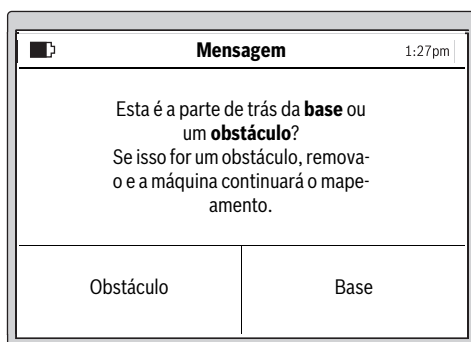 Mensagem 1:27pm
Esta é a parte de trás da base ou
um obstáculo?
Se isso for um obstáculo, remova-
o e a máquina continuará o mape-
amento.
Obstáculo Base